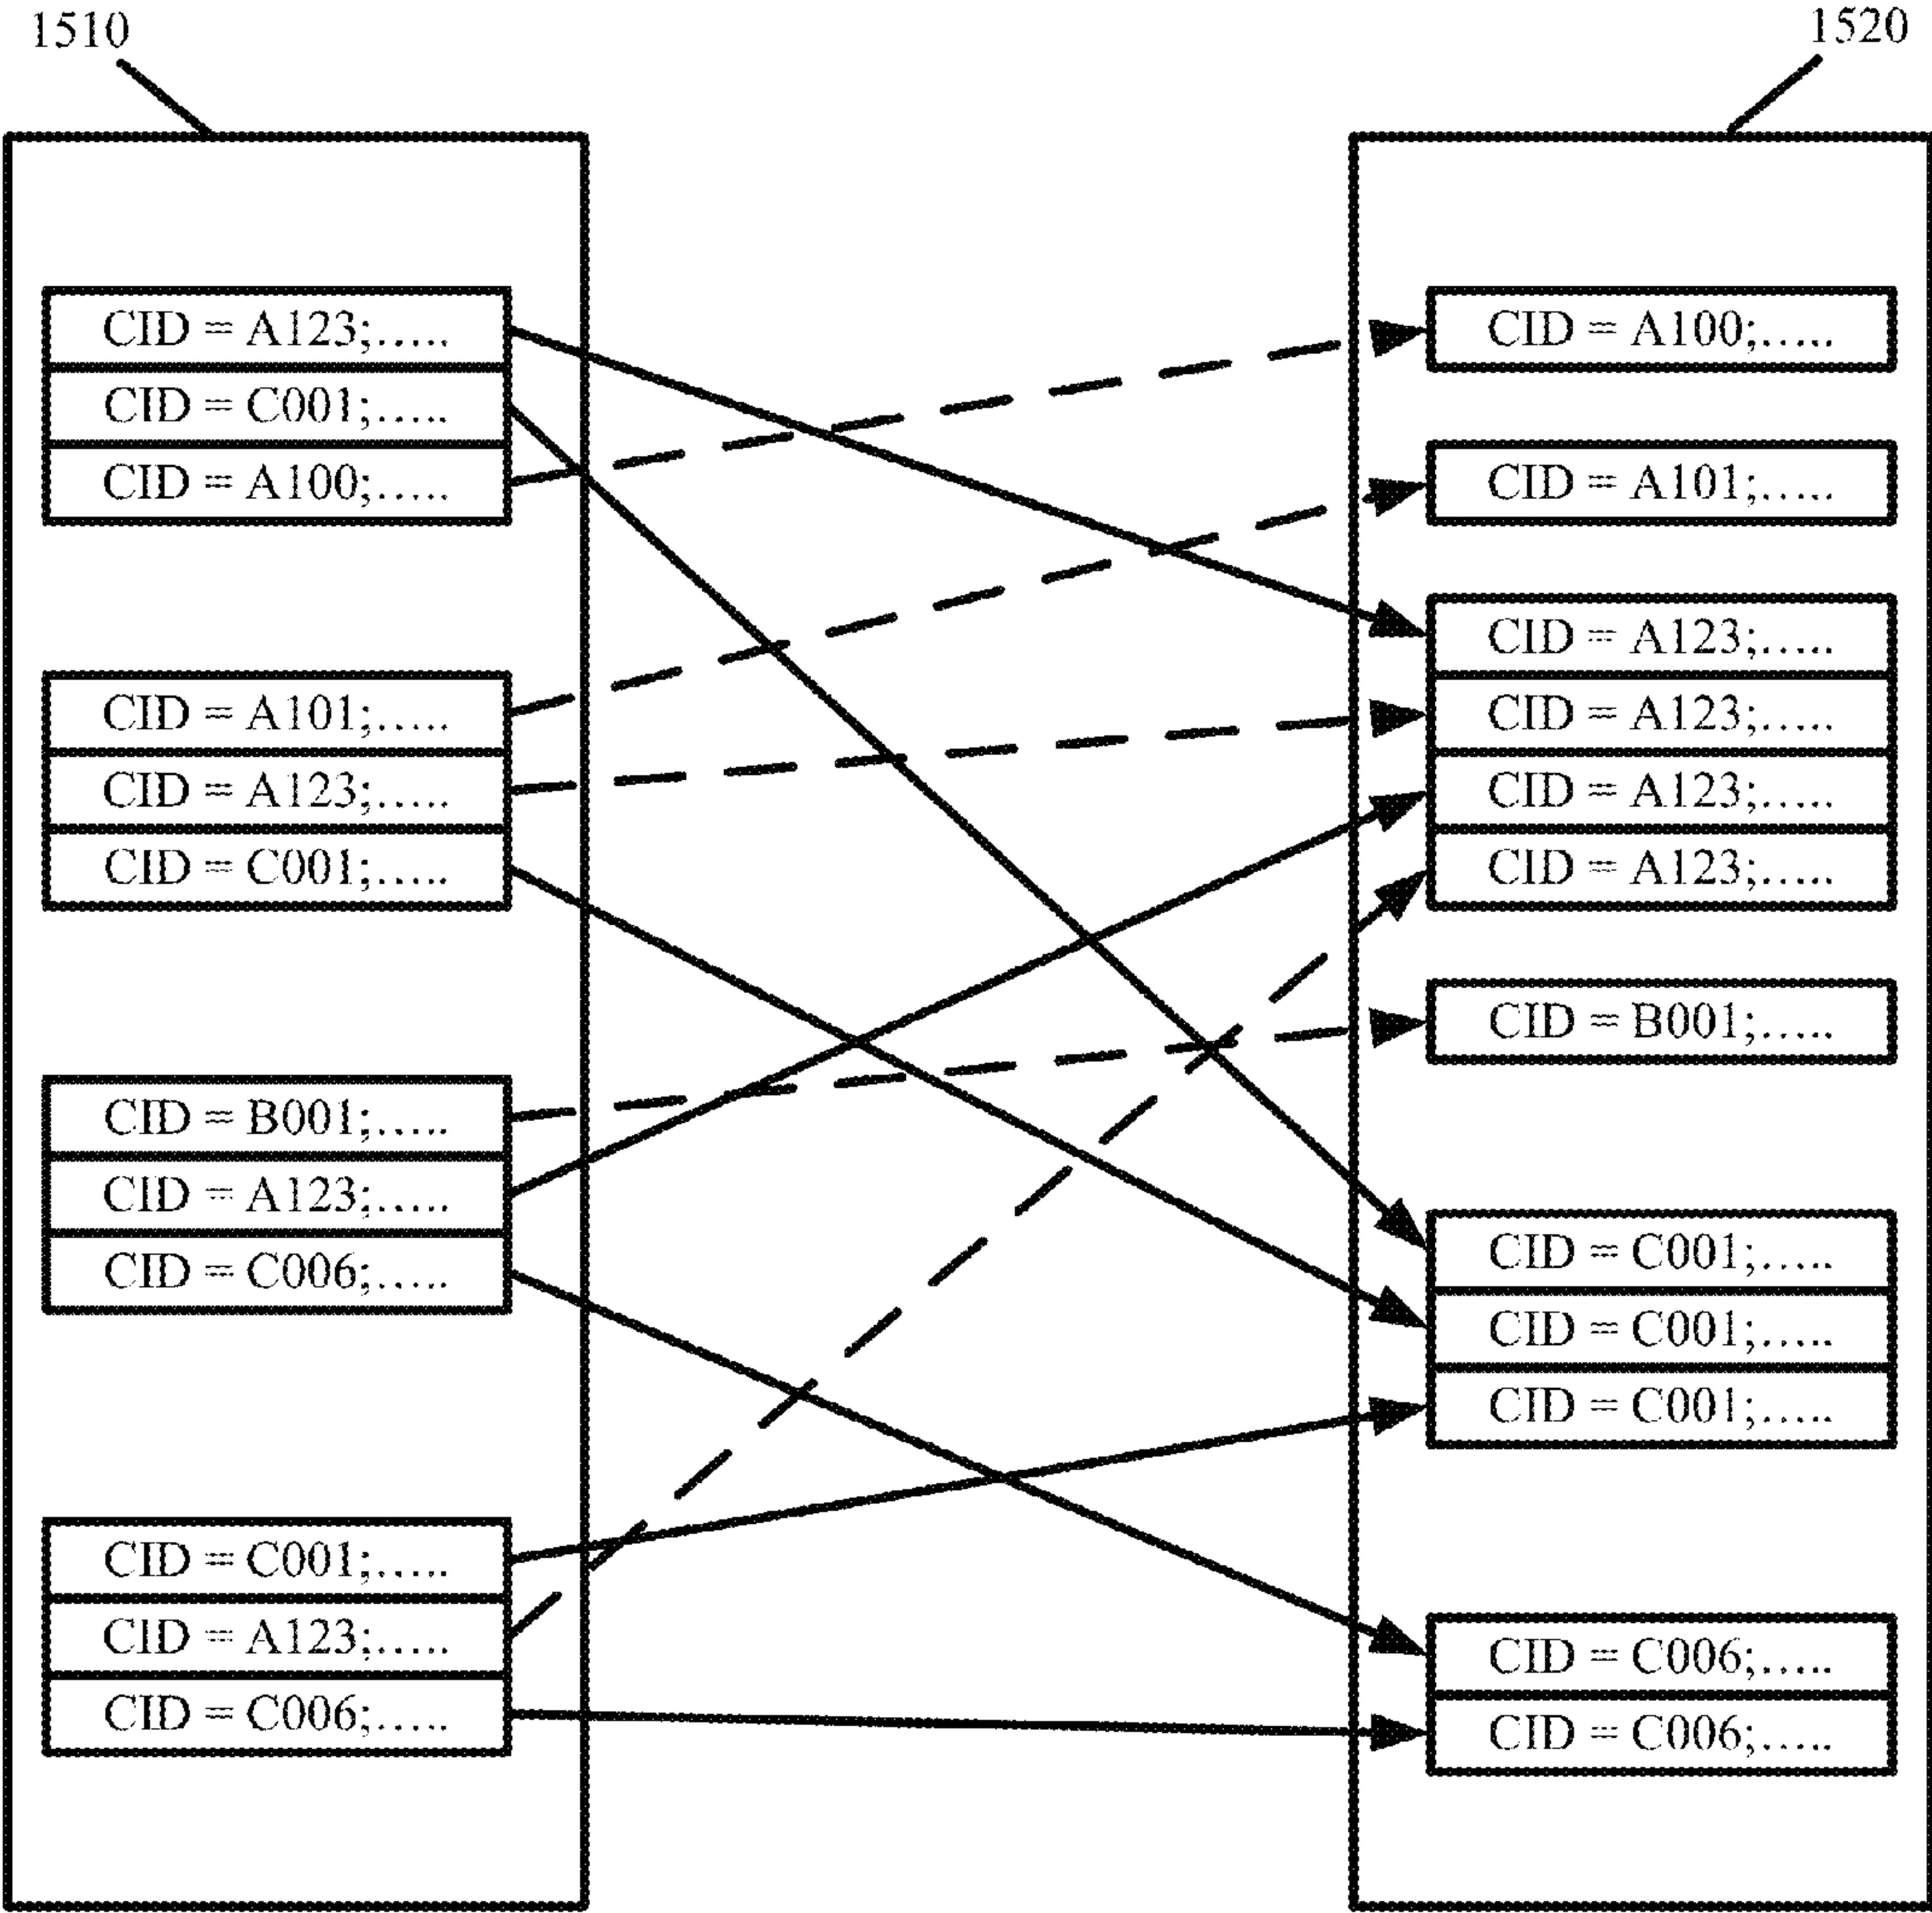 1510
1520
CID = A123;.....
CID = C001;.....
CID = A100;.....
CID = A101;.....
CID = A123;.....
CID = C001;.....
CID = B001;.....
CID = A123;.....
CID = C006;.....
CID = C001;.....
CID = A123;.....
CID = C006;.....
CID = A100;.....
CID = A101;.....
CID = A123;.....
CID = A123;.....
CID = A123;.....
CID = A123;.....
CID = B001;.....
CID = C001;.....
CID = C001;.....
CID = C001;.....
CID = C006;.....
CID = C006;.....